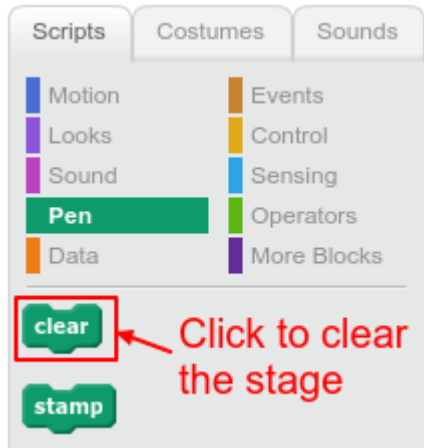 Scripts Costumes Sounds
Motion Events
Looks Control
Sound Sensing
Pen Operators
Data More Blocks
clear
Click to clear
the stage
stamp